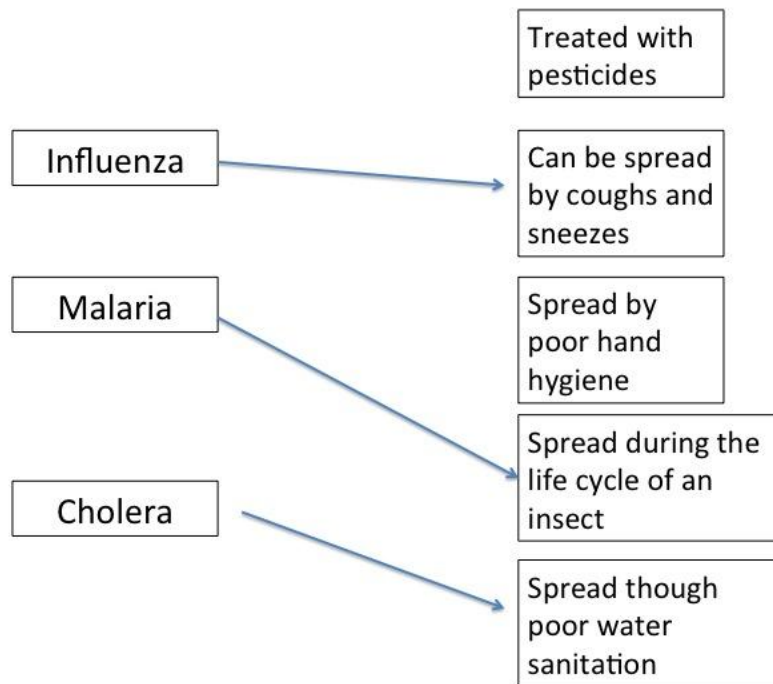 Treated with
pesticides
Influenza
Can be spread
by coughs and
sneezes
Malaria
Spread by
poor hand
hygiene
Cholera
Spread during the
life cycle of an
insect
Spread though
poor water
sanitation